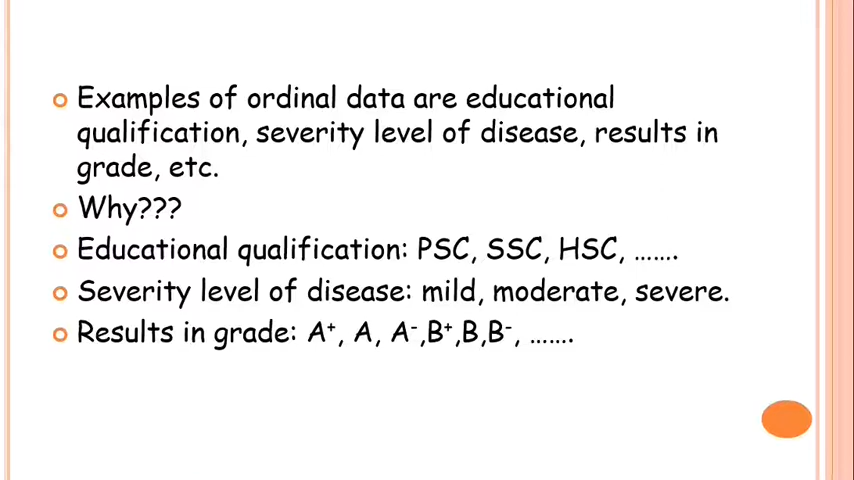 Examples of ordinal data are educational
qualification, severity level of disease, results in
grade, etc.
Why???
Educational qualification: PSC, SSC, HSC, …….
Severity level of disease: mild, moderate, severe.
Results in grade: A⁺, A, A⁻,B⁺,B,B⁻, …….